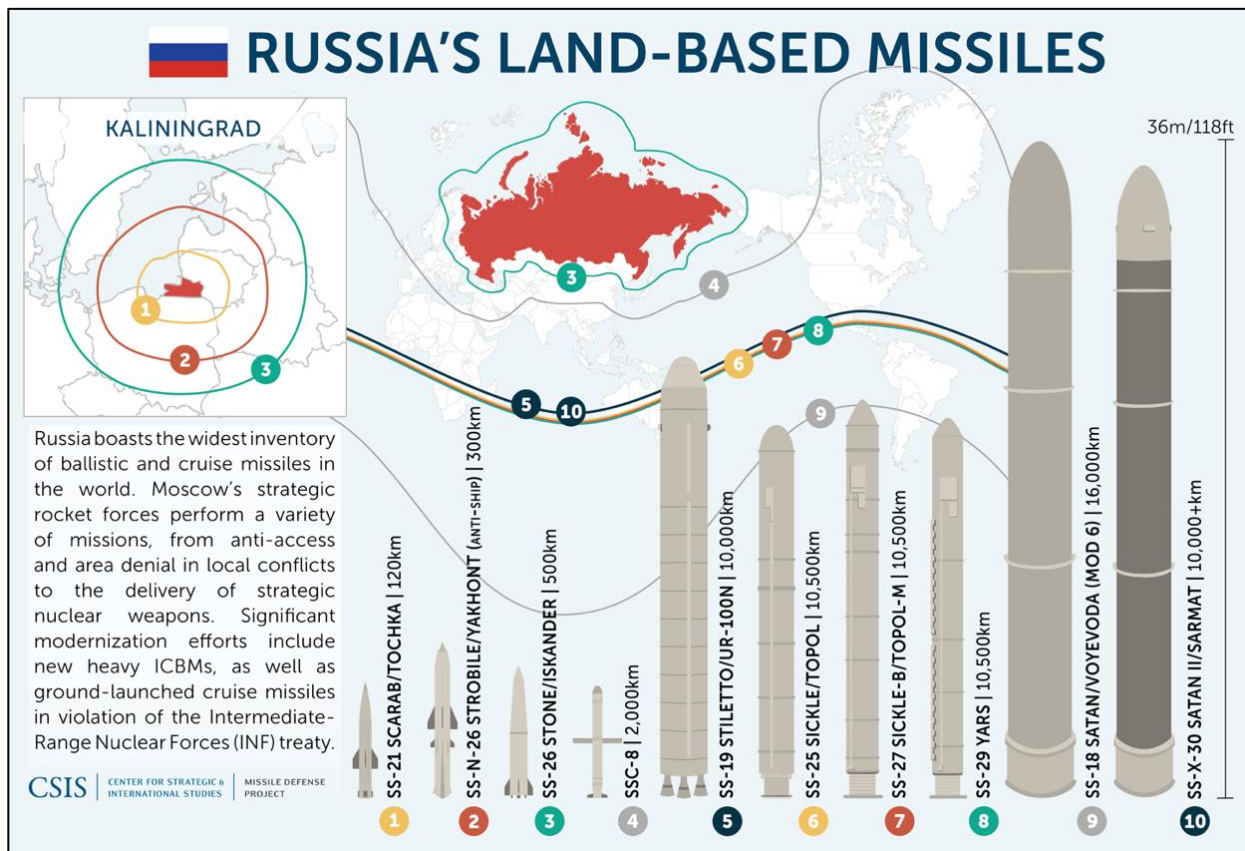 RUSSIA'S LAND-BASED MISSILES
KALININGRAD
1
2
3
Russia boasts the widest inventory
of ballistic and cruise missiles in
the world. Moscow's strategic
rocket forces perform a variety
of missions, from anti-access
and area denial in local conflicts
to the delivery of strategic
nuclear weapons. Significant
modernization efforts include
new heavy ICBMs, as well as
ground-launched cruise missiles
in violation of the Intermediate-
Range Nuclear Forces (INF) treaty.
CSIS
CENTER FOR STRATEGIC &
INTERNATIONAL STUDIES
MISSILE DEFENSE
PROJECT
3
4
5
10
6
7
8
9
36m/118ft
SS-21 SCARAB/TOCHKA | 120km
1
SS-N-26 STROBILE/YAKHONT (ANTI-SHIP) | 300km
2
SS-26 STONE/ISKANDER | 500km
3
SSC-8 | 2,000km
4
SS-19 STILETTO/UR-100N | 10,000km
5
SS-25 SICKLE/TOPOL | 10,500km
6
SS-27 SICKLE-B/TOPOL-M | 10,500km
7
SS-29 YARS | 10,500km
8
SS-18 SATAN/VOYEVODA (MOD 6) | 16,000km
9
SS-X-30 SATAN II/SARMAT | 10,000+km
10